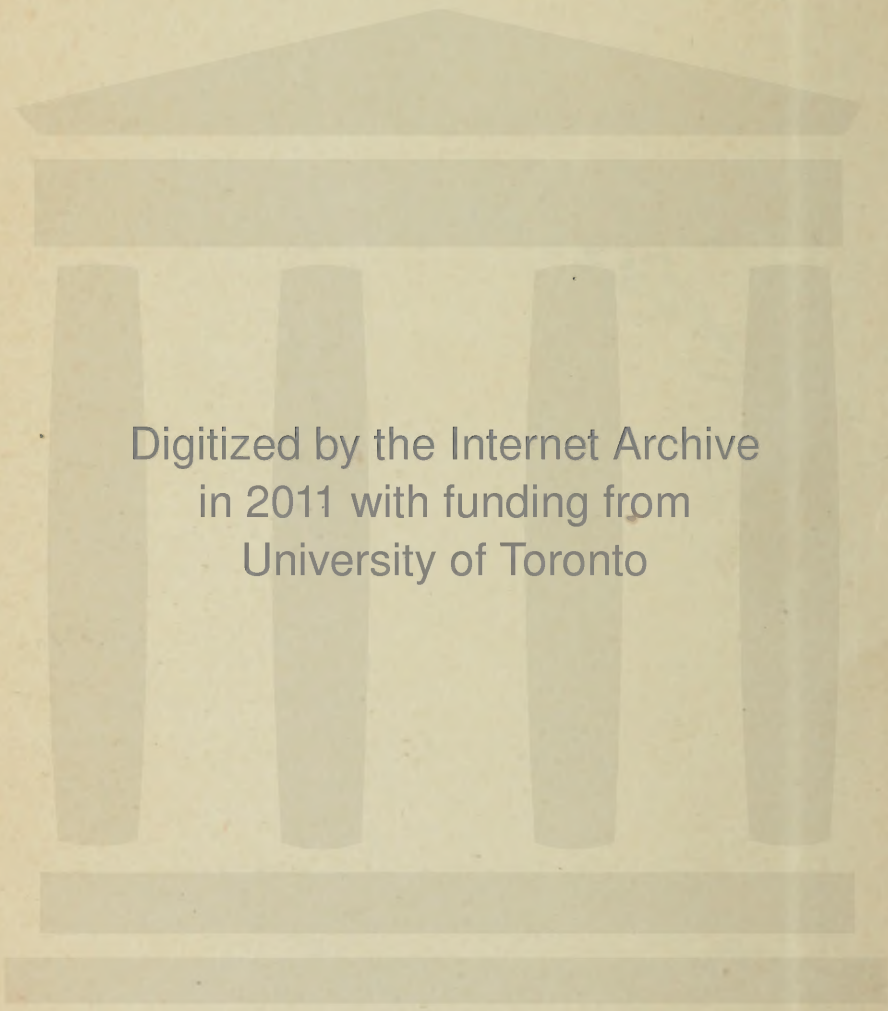 Digitized by the Internet Archive
in 2011 with funding from
University of Toronto